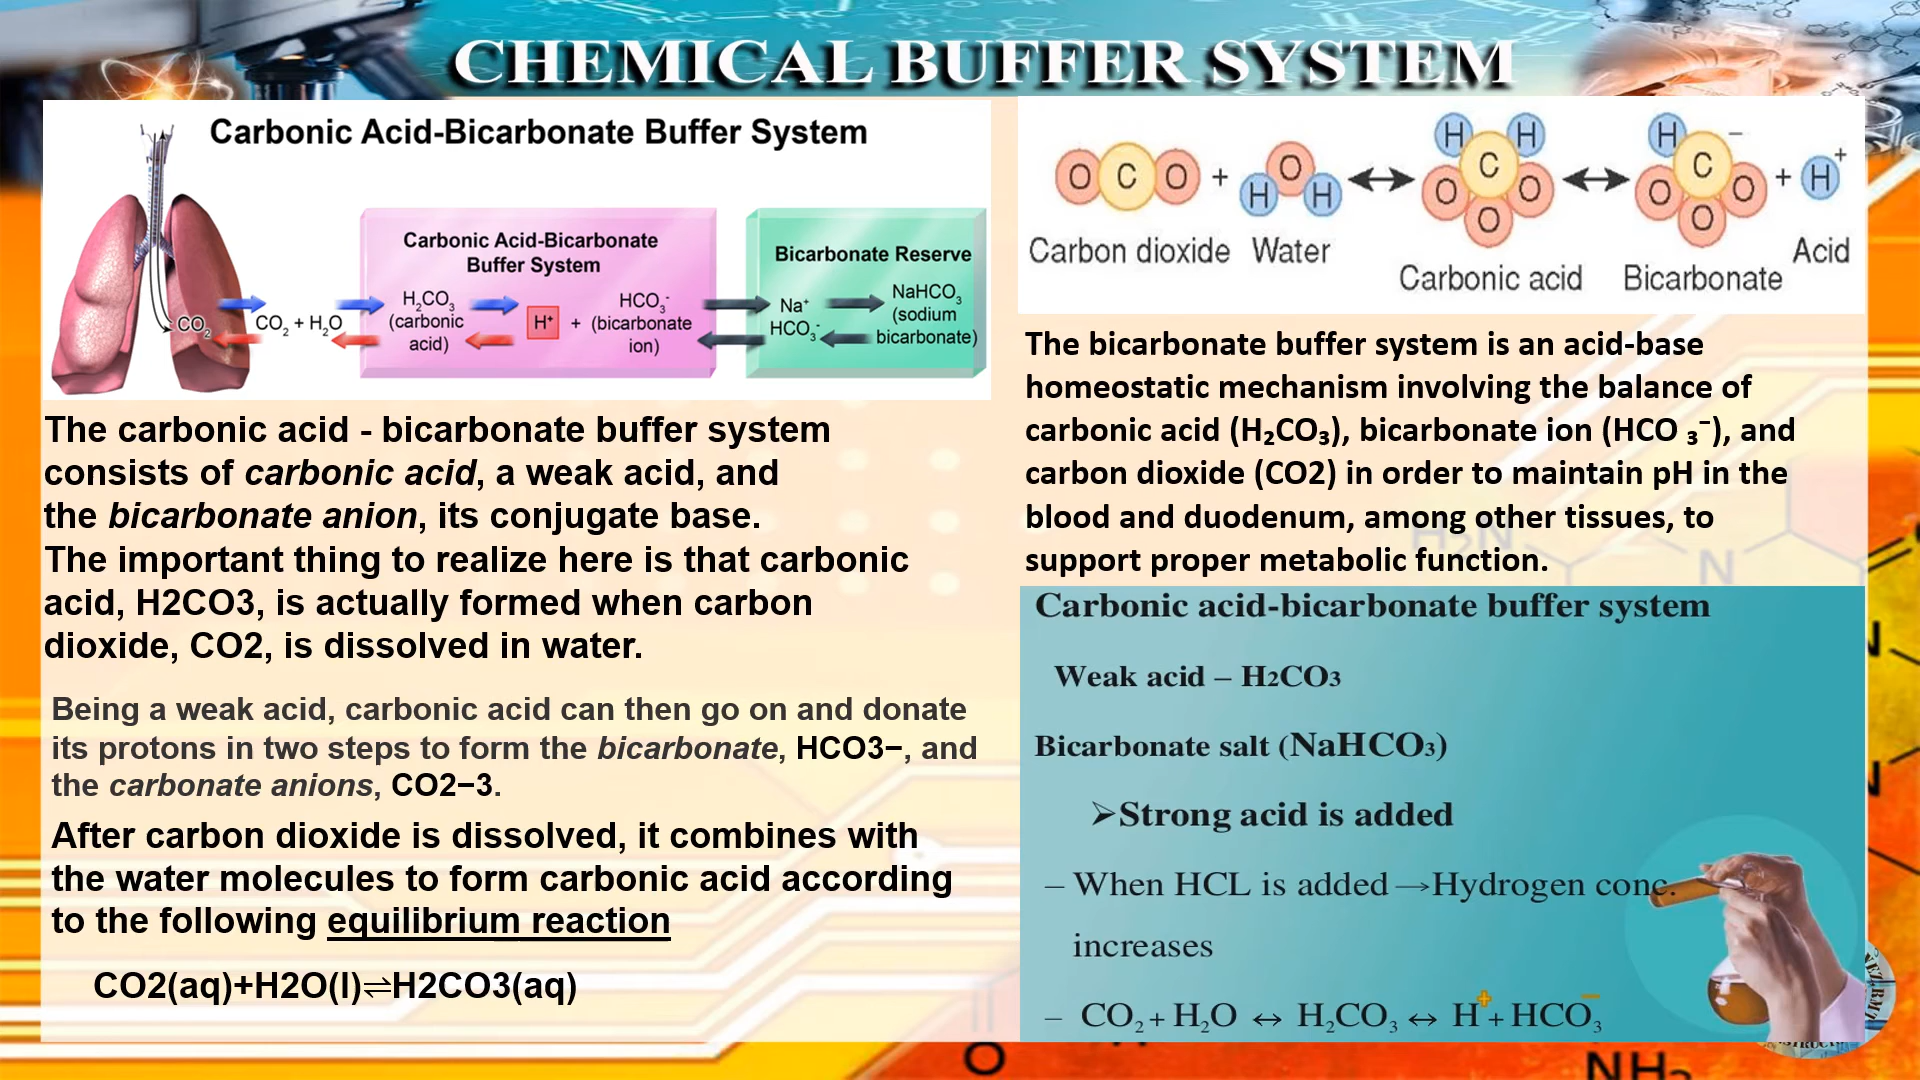 CHEMICAL BUFFER SYSTEM
Carbonic Acid-Bicarbonate Buffer System
Carbonic Acid-Bicarbonate
Buffer System
Bicarbonate Reserve
CO₂
CO₂ + H₂O
H₂CO₃
(carbonic
acid)
H⁺
+
HCO₃⁻
(bicarbonate
ion)
Na⁺
HCO₃⁻
NaHCO₃
(sodium
bicarbonate)
The carbonic acid - bicarbonate buffer system
consists of carbonic acid, a weak acid, and
the bicarbonate anion, its conjugate base.
The important thing to realize here is that carbonic
acid, H2CO3, is actually formed when carbon
dioxide, CO2, is dissolved in water.
Being a weak acid, carbonic acid can then go on and donate
its protons in two steps to form the bicarbonate, HCO3−, and
the carbonate anions, CO2−3.
After carbon dioxide is dissolved, it combines with
the water molecules to form carbonic acid according
to the following equilibrium reaction
CO2(aq)+H2O(l)⇌H2CO3(aq)
O C O + H O H ↔ H H C O O O ↔ H C O O O − + H +
Carbon dioxide Water Carbonic acid Bicarbonate Acid
The bicarbonate buffer system is an acid-base
homeostatic mechanism involving the balance of
carbonic acid (H₂CO₃), bicarbonate ion (HCO ₃⁻), and
carbon dioxide (CO2) in order to maintain pH in the
blood and duodenum, among other tissues, to
support proper metabolic function.
Carbonic acid-bicarbonate buffer system
Weak acid – H2CO3
Bicarbonate salt (NaHCO3)
➢Strong acid is added
– When HCL is added →Hydrogen conc.
increases
– CO₂ + H₂O ↔ H₂CO₃ ↔ H⁺ + HCO₃⁻
H₂N
N
N
N
O
NH₂